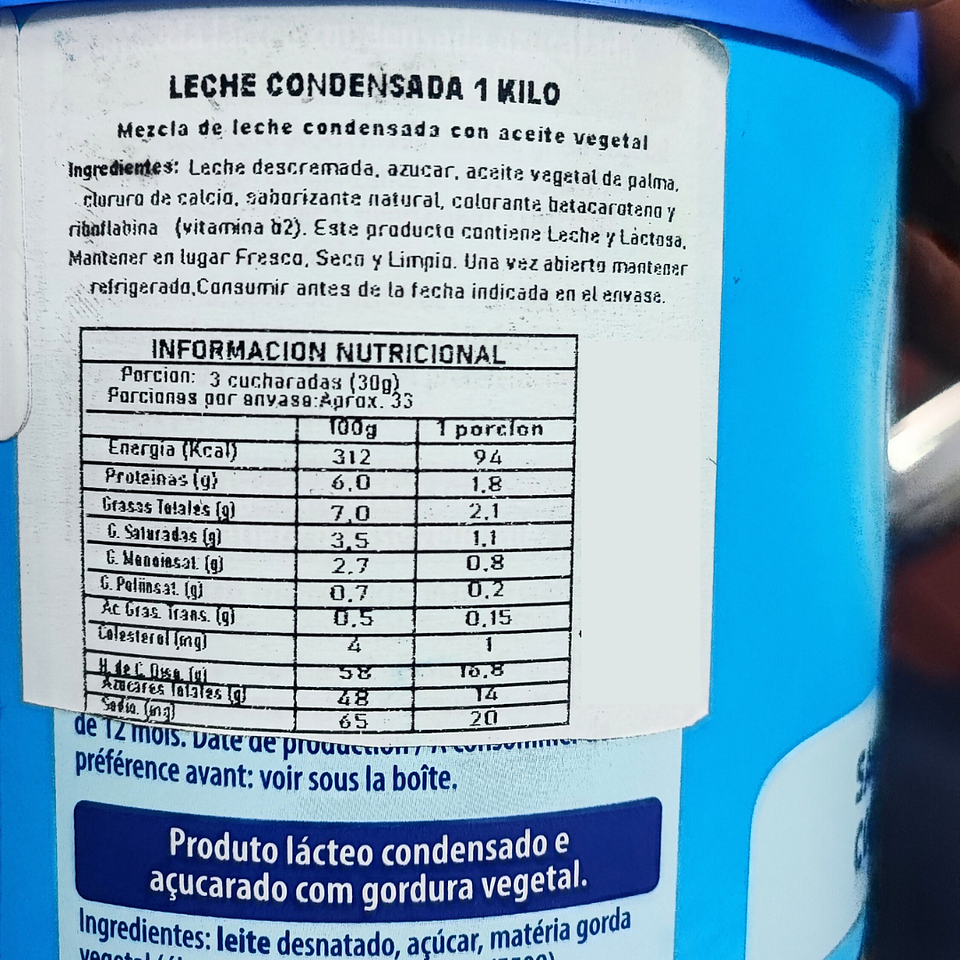 LECHE CONDENSADA 1 KILO
Mezcla de leche condensada con aceite vegetal
Ingredientes: Leche descremada, azucar, aceite vegetal de palma,
cloruro de calcio, saborizante natural, colorante betacaroteno y
riboflabina (vitamina b2). Este producto contiene Leche y Lactosa.
Mantener en lugar Fresco, Seco y Limpio. Una vez abierto mantener
refrigerado,Consumir antes de la fecha indicada en el envase.
INFORMACION NUTRICIONAL
Porcion: 3 cucharadas (30g)
Porciones por envase:Aprox. 33
100g 1 porcion
Energia (Kcal) 312 94
Proteinas (g) 6.0 1.8
Grasas Totales (g) 7.0 2.1
G. Saturadas (g) 3.5 1.1
G. Monoinsat. (g) 2.7 0.8
G. Poliinsat. (g) 0.7 0.2
Ac Gras. Trans. (g) 0.5 0.15
Colesterol (mg) 4 1
H. de C. Disp. (g) 58 16.8
Azucares Totales (g) 48 14
Sodio. (mg) 65 20
de 12 mois. Date de production /
préférence avant: voir sous la boîte.
Produto lácteo condensado e
açucarado com gordura vegetal.
Ingredientes: leite desnatado, açúcar, matéria gorda